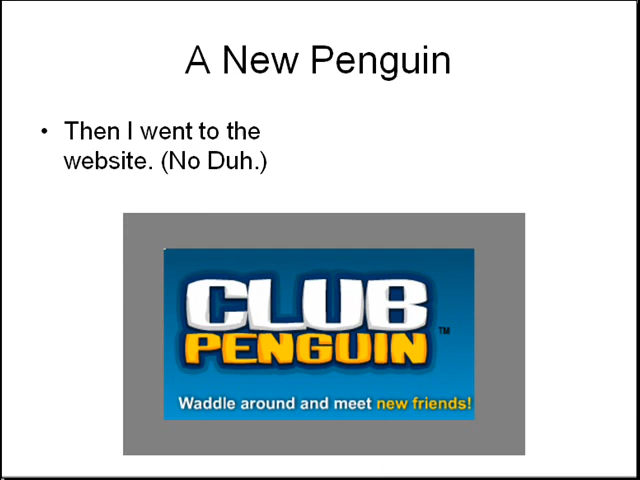 A New Penguin
• Then I went to the
website. (No Duh.)
CLUB
PENGUIN ™
Waddle around and meet new friends!